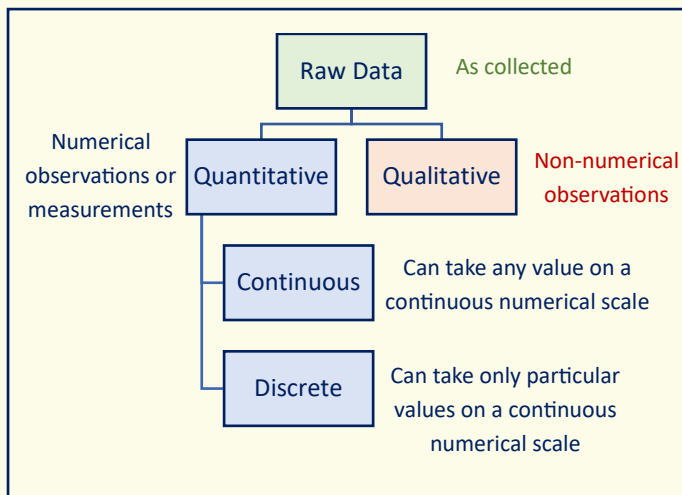 Raw Data
As collected
Numerical
observations or
measurements
Quantitative
Qualitative
Non-numerical
observations
Continuous
Can take any value on a
continuous numerical scale
Discrete
Can take only particular
values on a continuous
numerical scale